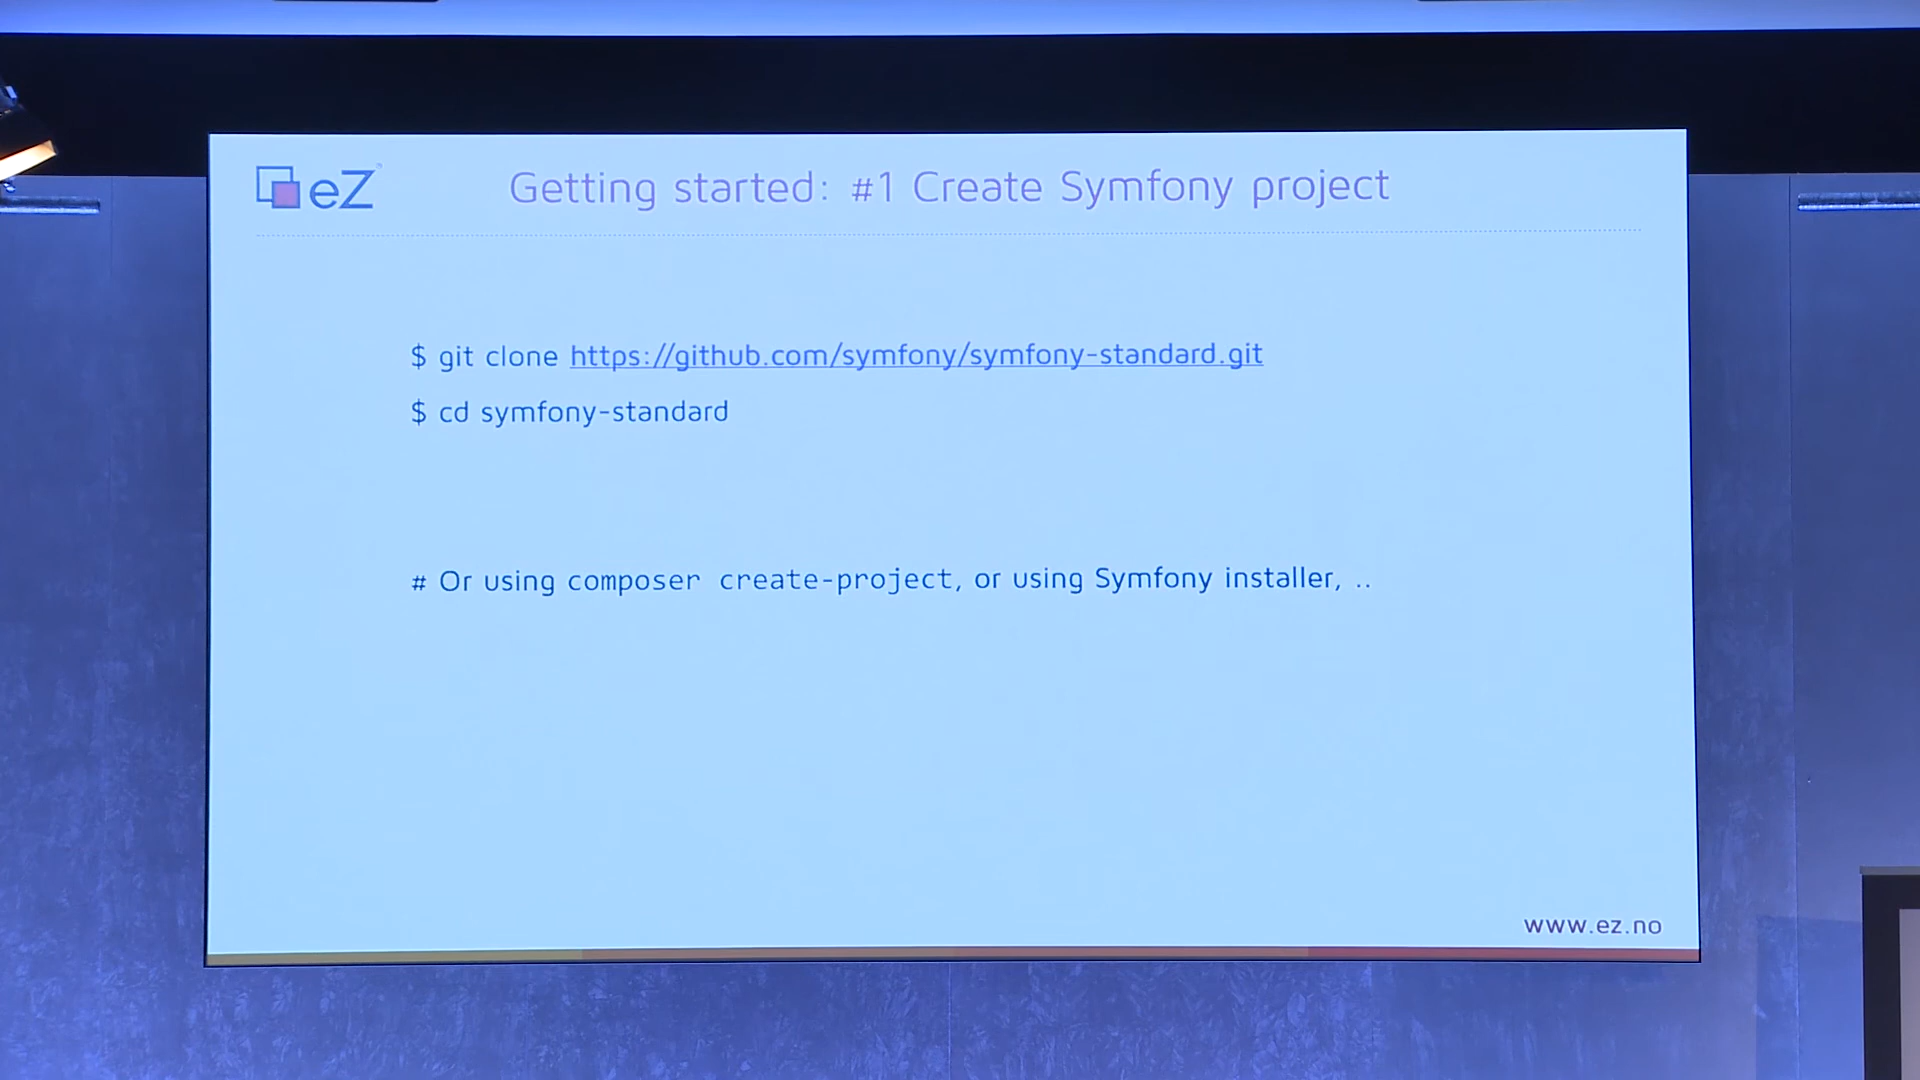 eZ
Getting started: #1 Create Symfony project
$ git clone https://github.com/symfony/symfony-standard.git
$ cd symfony-standard
# Or using composer create-project, or using Symfony installer, ..
www.ez.no